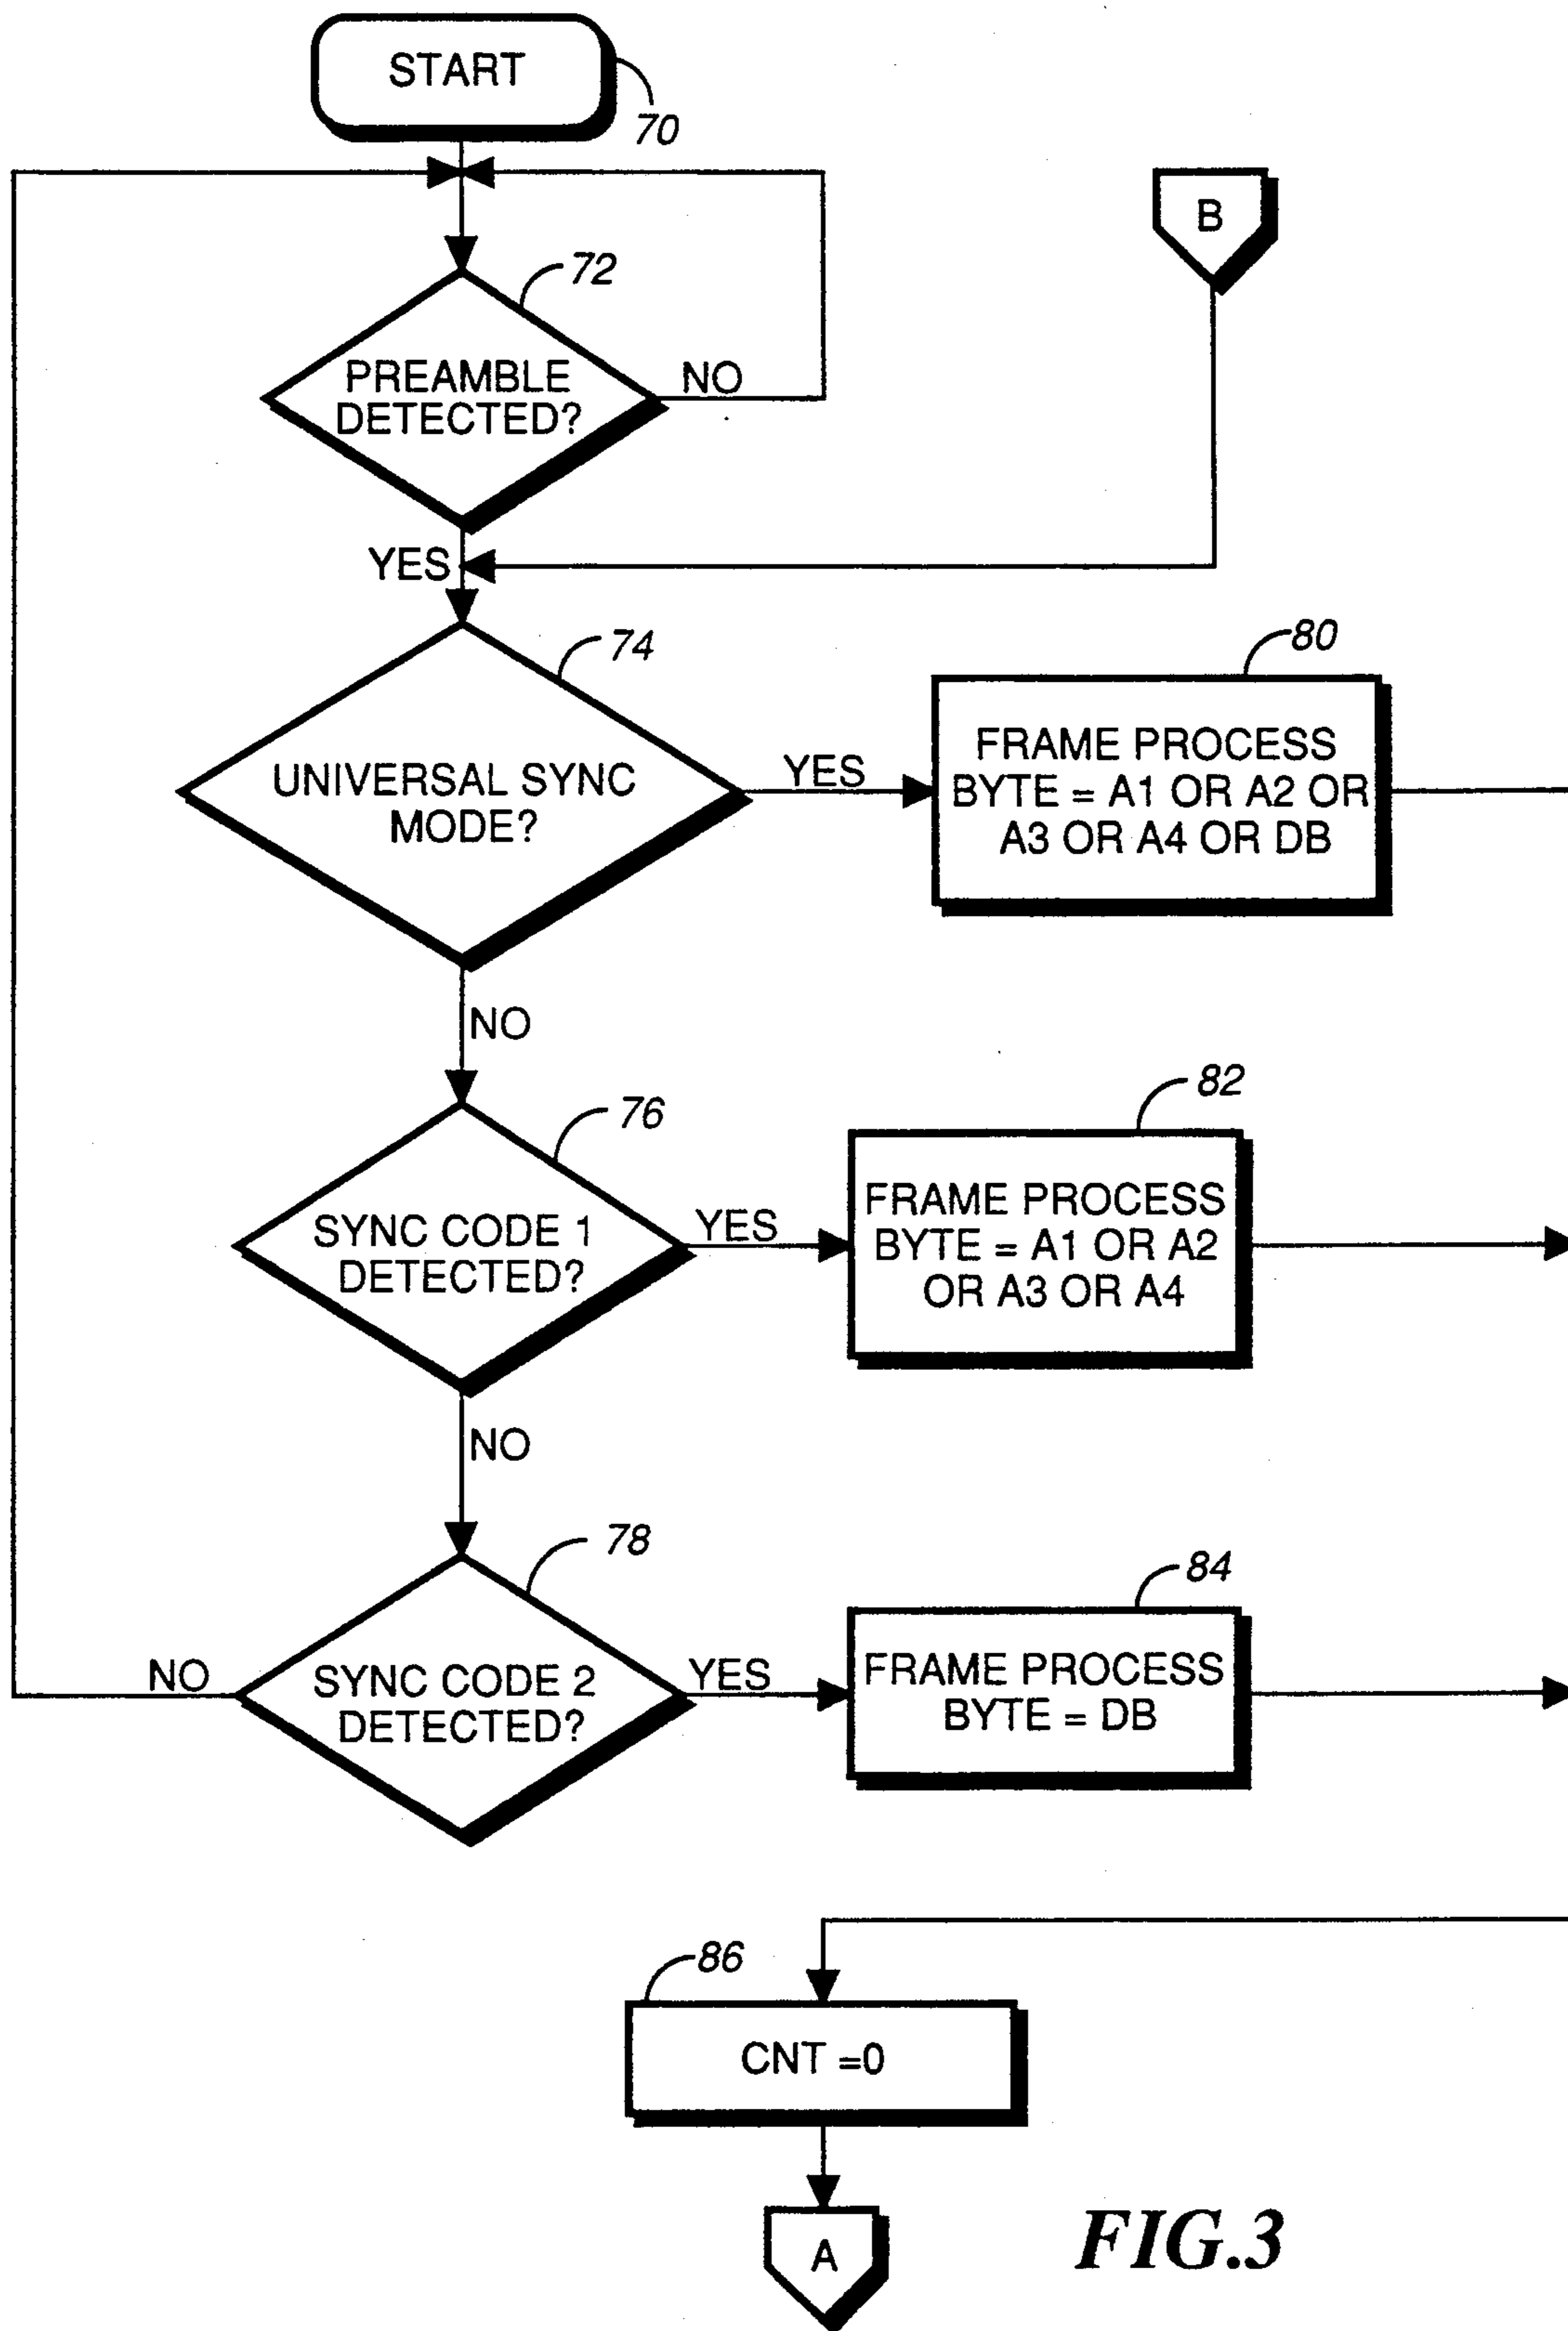 START
70
B
72
PREAMBLE
DETECTED?
NO
YES
74
UNIVERSAL SYNC
MODE?
YES
80
FRAME PROCESS
BYTE = A1 OR A2 OR
A3 OR A4 OR DB
NO
76
SYNC CODE 1
DETECTED?
YES
82
FRAME PROCESS
BYTE = A1 OR A2
OR A3 OR A4
NO
78
NO
SYNC CODE 2
DETECTED?
YES
84
FRAME PROCESS
BYTE = DB
86
CNT =0
A
FIG.3